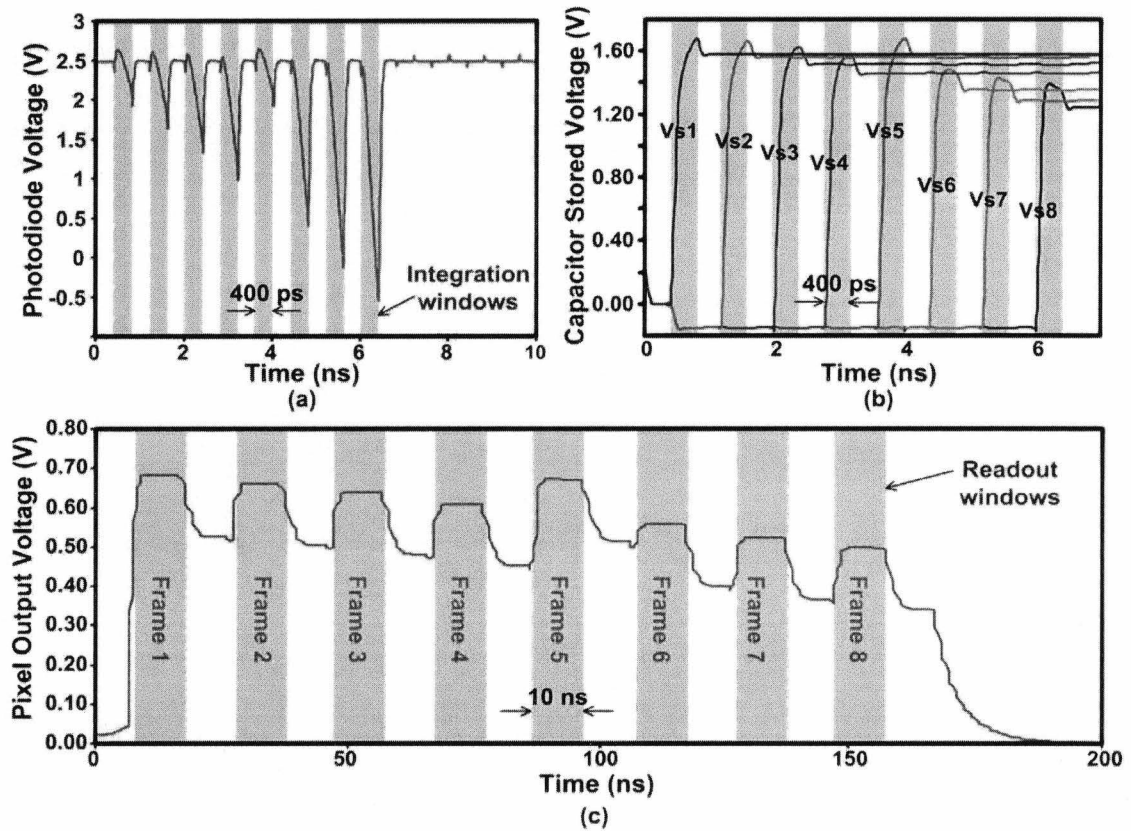 Photodiode Voltage (V)
3
2.5
2
1.5
1
0.5
0
-0.5
400 ps
Integration
windows
0 2 4 6 8 10
Time (ns)
(a)
Capacitor Stored Voltage (V)
1.60
1.20
0.80
0.40
0.00
Vs1
Vs2
Vs3
Vs4
Vs5
Vs6
Vs7
Vs8
400 ps
0 2 4 6
Time (ns)
(b)
Pixel Output Voltage (V)
0.80
0.70
0.60
0.50
0.40
0.30
0.20
0.10
0.00
Frame 1
Frame 2
Frame 3
Frame 4
Frame 5
Frame 6
Frame 7
Frame 8
10 ns
Readout
windows
0 50 100 150 200
Time (ns)
(c)